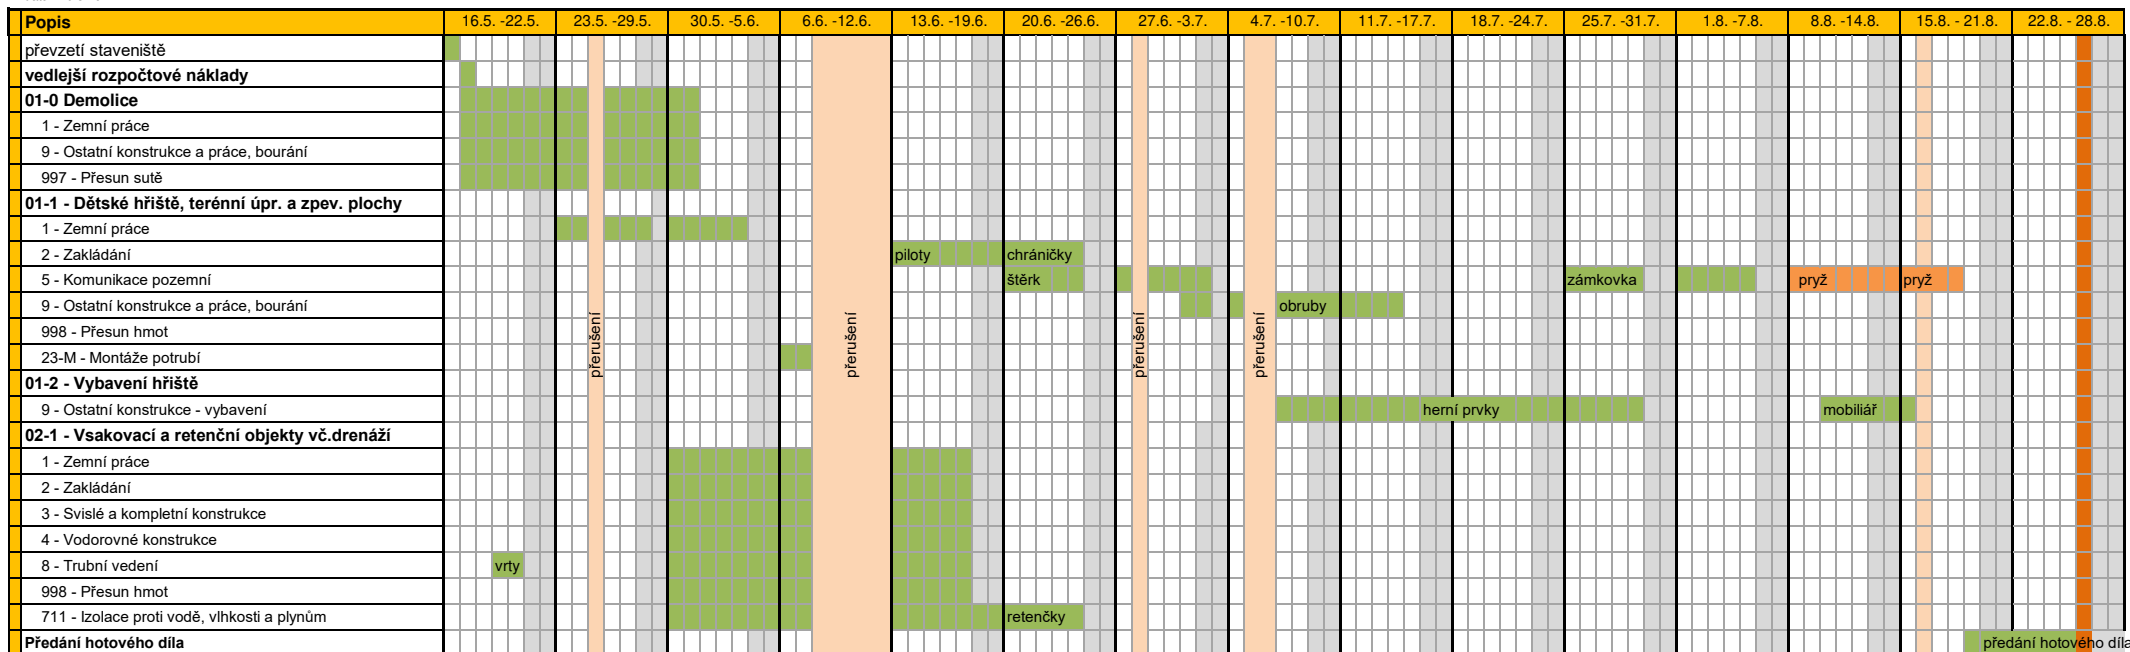 Popis 16.5. -22.5. 23.5. -29.5. 30.5. -5.6. 6.6. -12.6. 13.6. -19.6. 20.6. -26.6. 27.6. -3.7. 4.7. -10.7. 11.7. -17.7. 18.7. -24.7. 25.7. -31.7. 1.8. -7.8. 8.8. -14.8. 15.8. - 21.8. 22.8. - 28.8.
převzetí staveniště
vedlejší rozpočtové náklady
01-0 Demolice
1 - Zemní práce
9 - Ostatní konstrukce a práce, bourání
997 - Přesun sutě
01-1 - Dětské hřiště, terénní úpr. a zpev. plochy
1 - Zemní práce
2 - Zakládání piloty chráničky
5 - Komunikace pozemní štěrk zámkovka pryž pryž
9 - Ostatní konstrukce a práce, bourání obruby
998 - Přesun hmot
přerušení přerušení přerušení přerušení
23-M - Montáže potrubí
01-2 - Vybavení hřiště
9 - Ostatní konstrukce - vybavení herní prvky mobiliář
02-1 - Vsakovací a retenční objekty vč.drenáží
1 - Zemní práce
2 - Zakládání
3 - Svislé a kompletní konstrukce
4 - Vodorovné konstrukce
8 - Trubní vedení vrty
998 - Přesun hmot
711 - Izolace proti vodě, vlhkosti a plynům retenčky
Předání hotového díla předání hotového díla